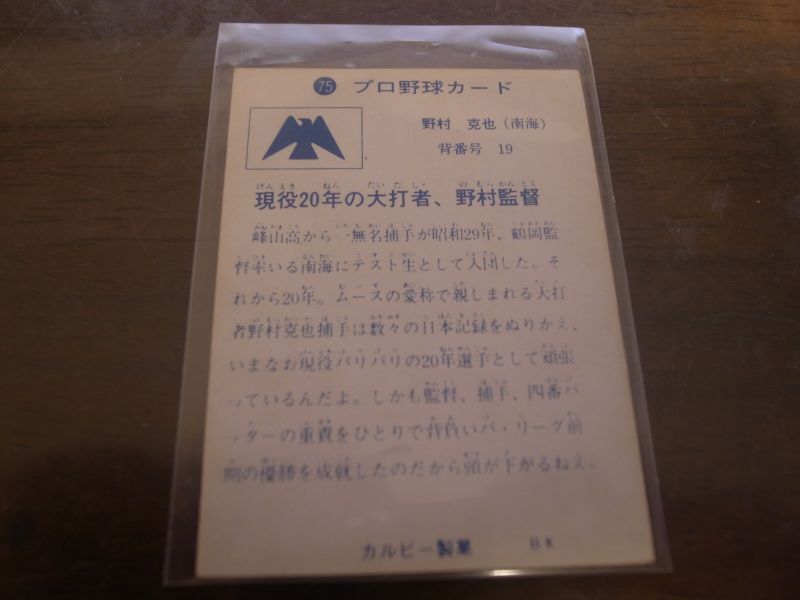 75 プロ野球カード
野村 克也(南海)
背番号 19
現役20年の大打者、野村監督
峰山高から一無名捕手が昭和29年、鶴岡監
督率いる南海にテスト生として入団した。そ
れから20年。ムースの愛称で親しまれる大打
者野村克也捕手は数々の日本記録をぬりかえ、
いまなお現役バリバリの20年選手として頑張
っているんだよ。しかも監督、捕手、四番バ
ッターの重責をひとりで背負いパ・リーグ前
期の優勝を成就したのだから頭が下がるねえ。
カルビー製菓